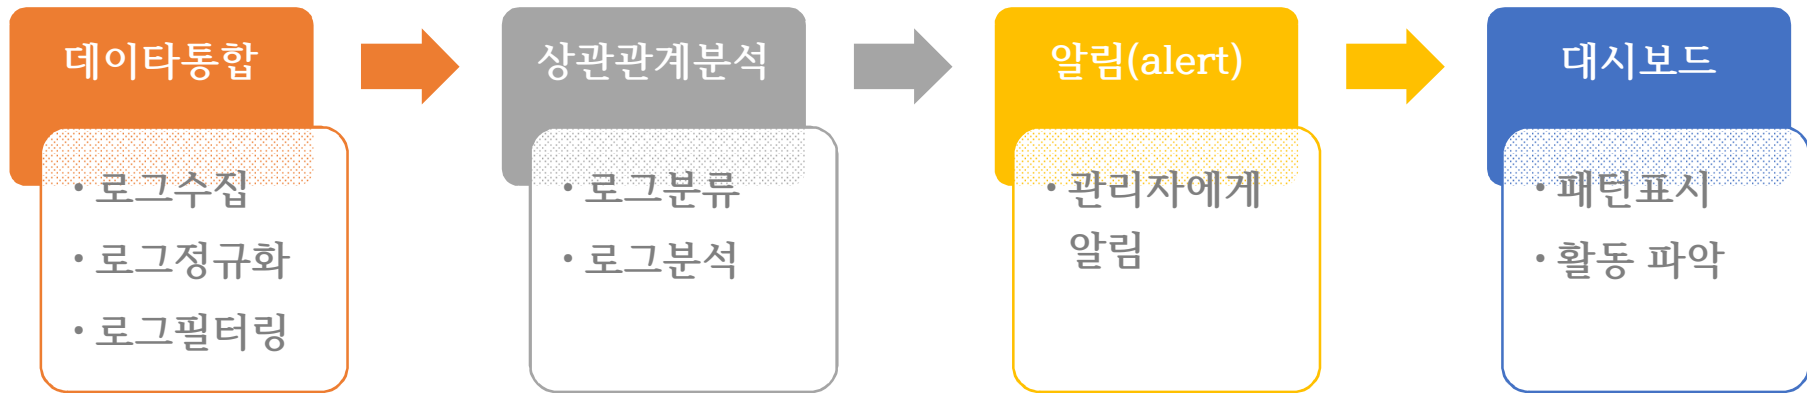 데이타통합
· 로그수집
· 로그정규화
· 로그필터링
상관관계분석
· 로그분류
· 로그분석
알림(alert)
· 관리자에게
알림
대시보드
· 패턴표시
· 활동 파악